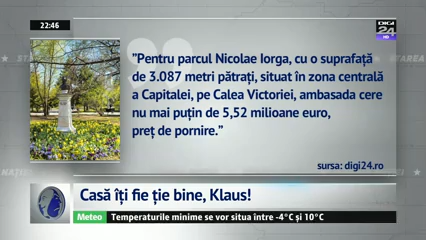 22:46
DIGI
24
HD
"Pentru parcul Nicolae Iorga, cu o suprafață
de 3.087 metri pătrați, situat în zona centrală
a Capitalei, pe Calea Victoriei, ambasada cere
nu mai puțin de 5,52 milioane euro,
preț de pornire."
sursa: digi24.ro
Casă îți fie ție bine, Klaus!
Meteo Temperaturile minime se vor situa între -4°C și 10°C